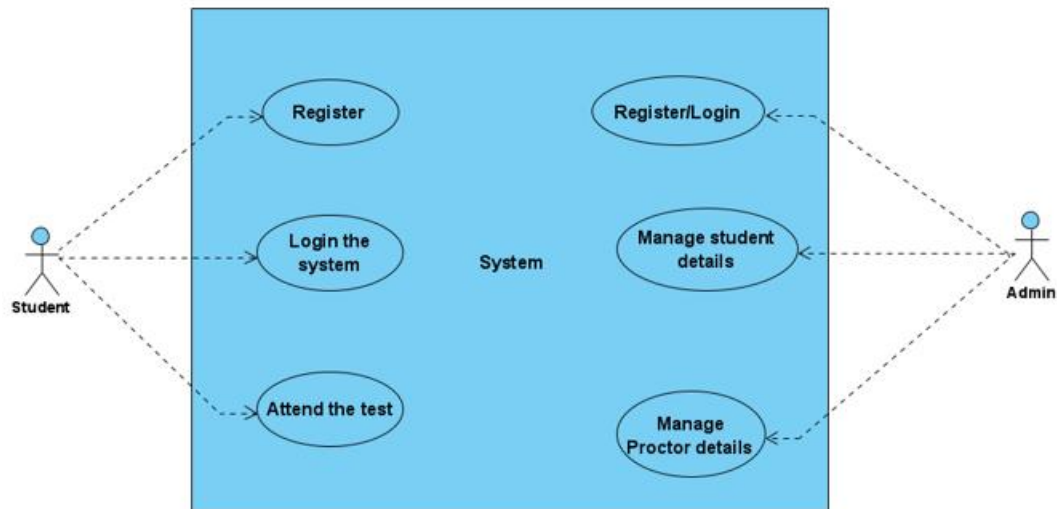 Register
Register/Login
Login the
system
System
Manage student
details
Student
Admin
Attend the test
Manage
Proctor details